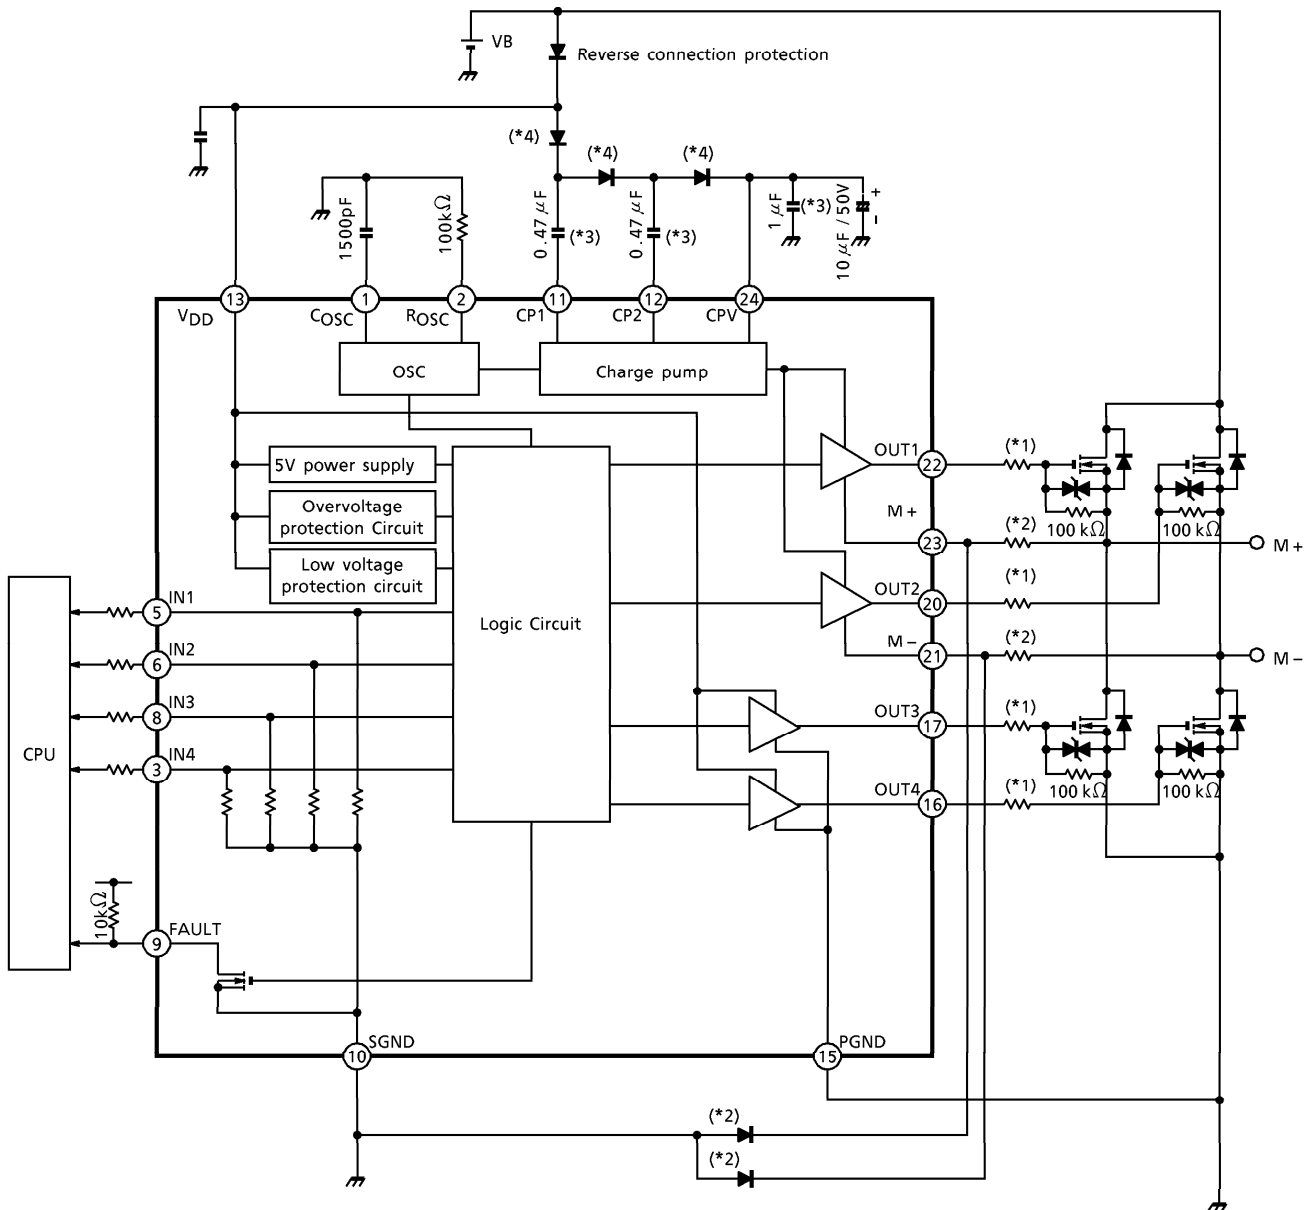 VB
Reverse connection protection
(*4)
(*4)
(*4)
1500pF
100kΩ
0.47 μF
(*3)
0.47 μF
(*3)
1 μF
(*3)
10 μF / 50V
+
-
13
1
2
11
12
24
VDD
COSC
ROSC
CP1
CP2
CPV
OSC
Charge pump
5V power supply
Overvoltage
protection Circuit
Low voltage
protection circuit
Logic Circuit
OUT1
22
(*1)
100 kΩ
100 kΩ
M+
23
(*2)
M+
OUT2
20
(*1)
M-
21
(*2)
M-
OUT3
17
(*1)
100 kΩ
100 kΩ
OUT4
16
(*1)
CPU
5
IN1
6
IN2
8
IN3
3
IN4
10kΩ
9
FAULT
10
SGND
15
PGND
(*2)
(*2)